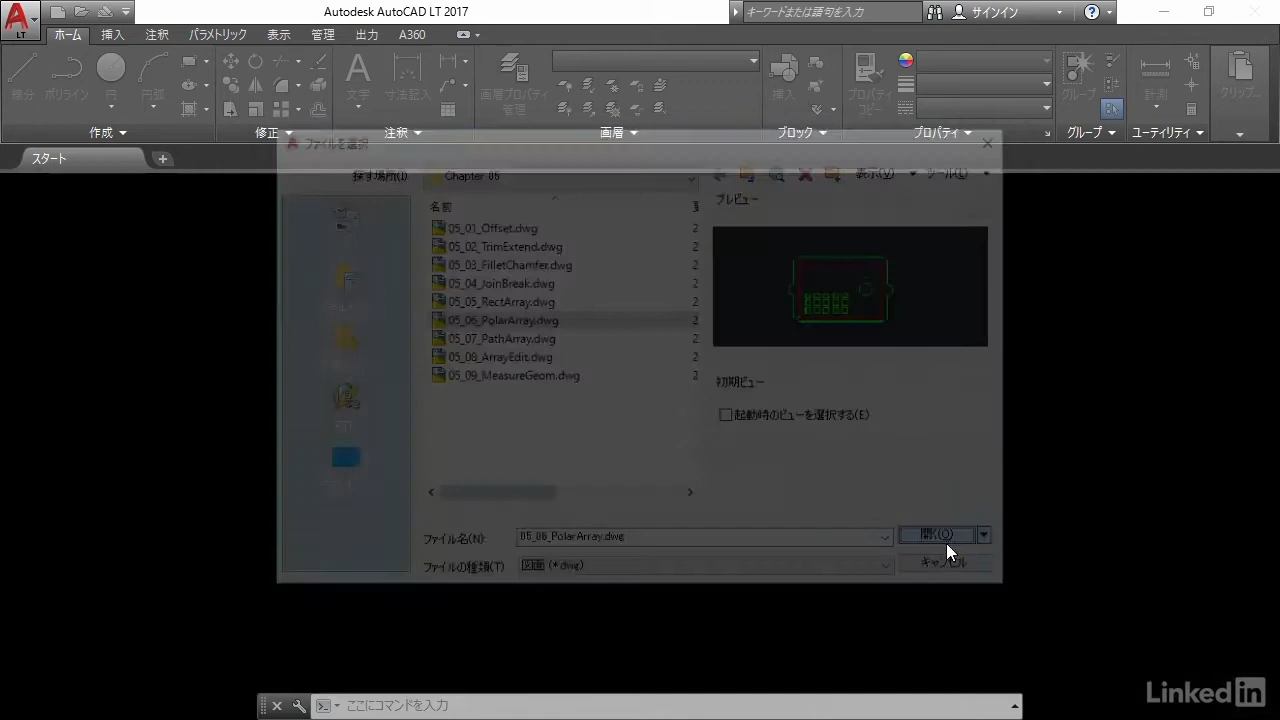 Autodesk AutoCAD LT 2017
キーワードまたは語句を入力
サインイン
LT
ホーム 挿入 注釈 パラメトリック 表示 管理 出力 A360
線分 ポリライン 円 円弧 文字 寸法記入 画層プロパティ管理 挿入 プロパティコピー グループ 計測 クリップ...
作成 修正 注釈 画層 ブロック プロパティ グループ ユーティリティ
スタート
ファイルを選択
探す場所(I): Chapter 05 表示(V) ツール(L)
名前
プレビュー
05_01_Offset.dwg
05_02_TrimExtend.dwg
05_03_FilletChamfer.dwg
05_04_JoinBreak.dwg
05_05_RectArray.dwg
05_06_PolarArray.dwg
05_07_PathArray.dwg
05_08_ArrayEdit.dwg
05_09_MeasureGeom.dwg
初期ビュー
起動時のビューを選択する(E)
ファイル名(N): 05_06_PolarArray.dwg 開く(O)
ファイルの種類(T) 図面 (*.dwg) キャンセル
ここにコマンドを入力
LinkedIn